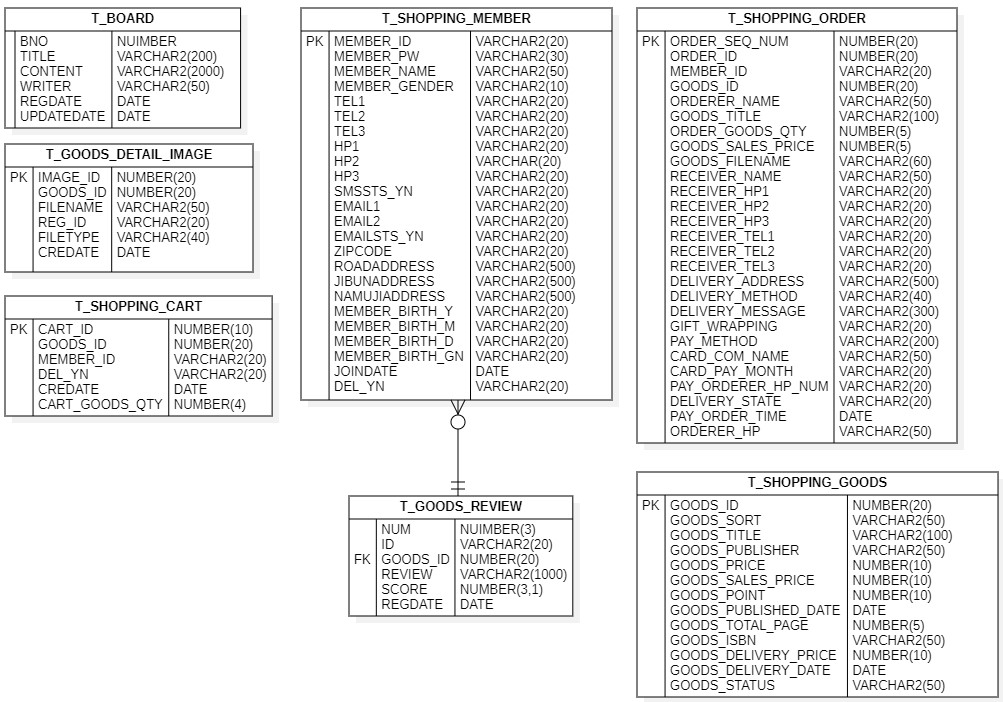 T_BOARD
BNO NUIMBER
TITLE VARCHAR2(200)
CONTENT VARCHAR2(2000)
WRITER VARCHAR2(50)
REGDATE DATE
UPDATEDATE DATE
T_GOODS_DETAIL_IMAGE
PK IMAGE_ID NUMBER(20)
GOODS_ID NUMBER(20)
FILENAME VARCHAR2(50)
REG_ID VARCHAR2(20)
FILETYPE VARCHAR2(40)
CREDATE DATE
T_SHOPPING_CART
PK CART_ID NUMBER(10)
GOODS_ID NUMBER(20)
MEMBER_ID VARCHAR2(20)
DEL_YN VARCHAR2(20)
CREDATE DATE
CART_GOODS_QTY NUMBER(4)
T_SHOPPING_MEMBER
PK MEMBER_ID VARCHAR2(20)
MEMBER_PW VARCHAR2(30)
MEMBER_NAME VARCHAR2(50)
MEMBER_GENDER VARCHAR2(10)
TEL1 VARCHAR2(20)
TEL2 VARCHAR2(20)
TEL3 VARCHAR2(20)
HP1 VARCHAR2(20)
HP2 VARCHAR(20)
HP3 VARCHAR2(20)
SMSSTS_YN VARCHAR2(20)
EMAIL1 VARCHAR2(20)
EMAIL2 VARCHAR2(20)
EMAILSTS_YN VARCHAR2(20)
ZIPCODE VARCHAR2(20)
ROADADDRESS VARCHAR2(500)
JIBUNADDRESS VARCHAR2(500)
NAMUJIADDRESS VARCHAR2(500)
MEMBER_BIRTH_Y VARCHAR2(20)
MEMBER_BIRTH_M VARCHAR2(20)
MEMBER_BIRTH_D VARCHAR2(20)
MEMBER_BIRTH_GN VARCHAR2(20)
JOINDATE DATE
DEL_YN VARCHAR2(20)
T_GOODS_REVIEW
NUM NUIMBER(3)
ID VARCHAR2(20)
FK GOODS_ID NUMBER(20)
REVIEW VARCHAR2(1000)
SCORE NUMBER(3,1)
REGDATE DATE
T_SHOPPING_ORDER
PK ORDER_SEQ_NUM NUMBER(20)
ORDER_ID NUMBER(20)
MEMBER_ID VARCHAR2(20)
GOODS_ID NUMBER(20)
ORDERER_NAME VARCHAR2(50)
GOODS_TITLE VARCHAR2(100)
ORDER_GOODS_QTY NUMBER(5)
GOODS_SALES_PRICE NUMBER(5)
GOODS_FILENAME VARCHAR2(60)
RECEIVER_NAME VARCHAR2(50)
RECEIVER_HP1 VARCHAR2(20)
RECEIVER_HP2 VARCHAR2(20)
RECEIVER_HP3 VARCHAR2(20)
RECEIVER_TEL1 VARCHAR2(20)
RECEIVER_TEL2 VARCHAR2(20)
RECEIVER_TEL3 VARCHAR2(20)
DELIVERY_ADDRESS VARCHAR2(500)
DELIVERY_METHOD VARCHAR2(40)
DELIVERY_MESSAGE VARCHAR2(300)
GIFT_WRAPPING VARCHAR2(20)
PAY_METHOD VARCHAR2(200)
CARD_COM_NAME VARCHAR2(50)
CARD_PAY_MONTH VARCHAR2(20)
PAY_ORDERER_HP_NUM VARCHAR2(20)
DELIVERY_STATE VARCHAR2(20)
PAY_ORDER_TIME DATE
ORDERER_HP VARCHAR2(50)
T_SHOPPING_GOODS
PK GOODS_ID NUMBER(20)
GOODS_SORT VARCHAR2(50)
GOODS_TITLE VARCHAR2(100)
GOODS_PUBLISHER VARCHAR2(50)
GOODS_PRICE NUMBER(10)
GOODS_SALES_PRICE NUMBER(10)
GOODS_POINT NUMBER(10)
GOODS_PUBLISHED_DATE DATE
GOODS_TOTAL_PAGE NUMBER(5)
GOODS_ISBN VARCHAR2(50)
GOODS_DELIVERY_PRICE NUMBER(10)
GOODS_DELIVERY_DATE DATE
GOODS_STATUS VARCHAR2(50)